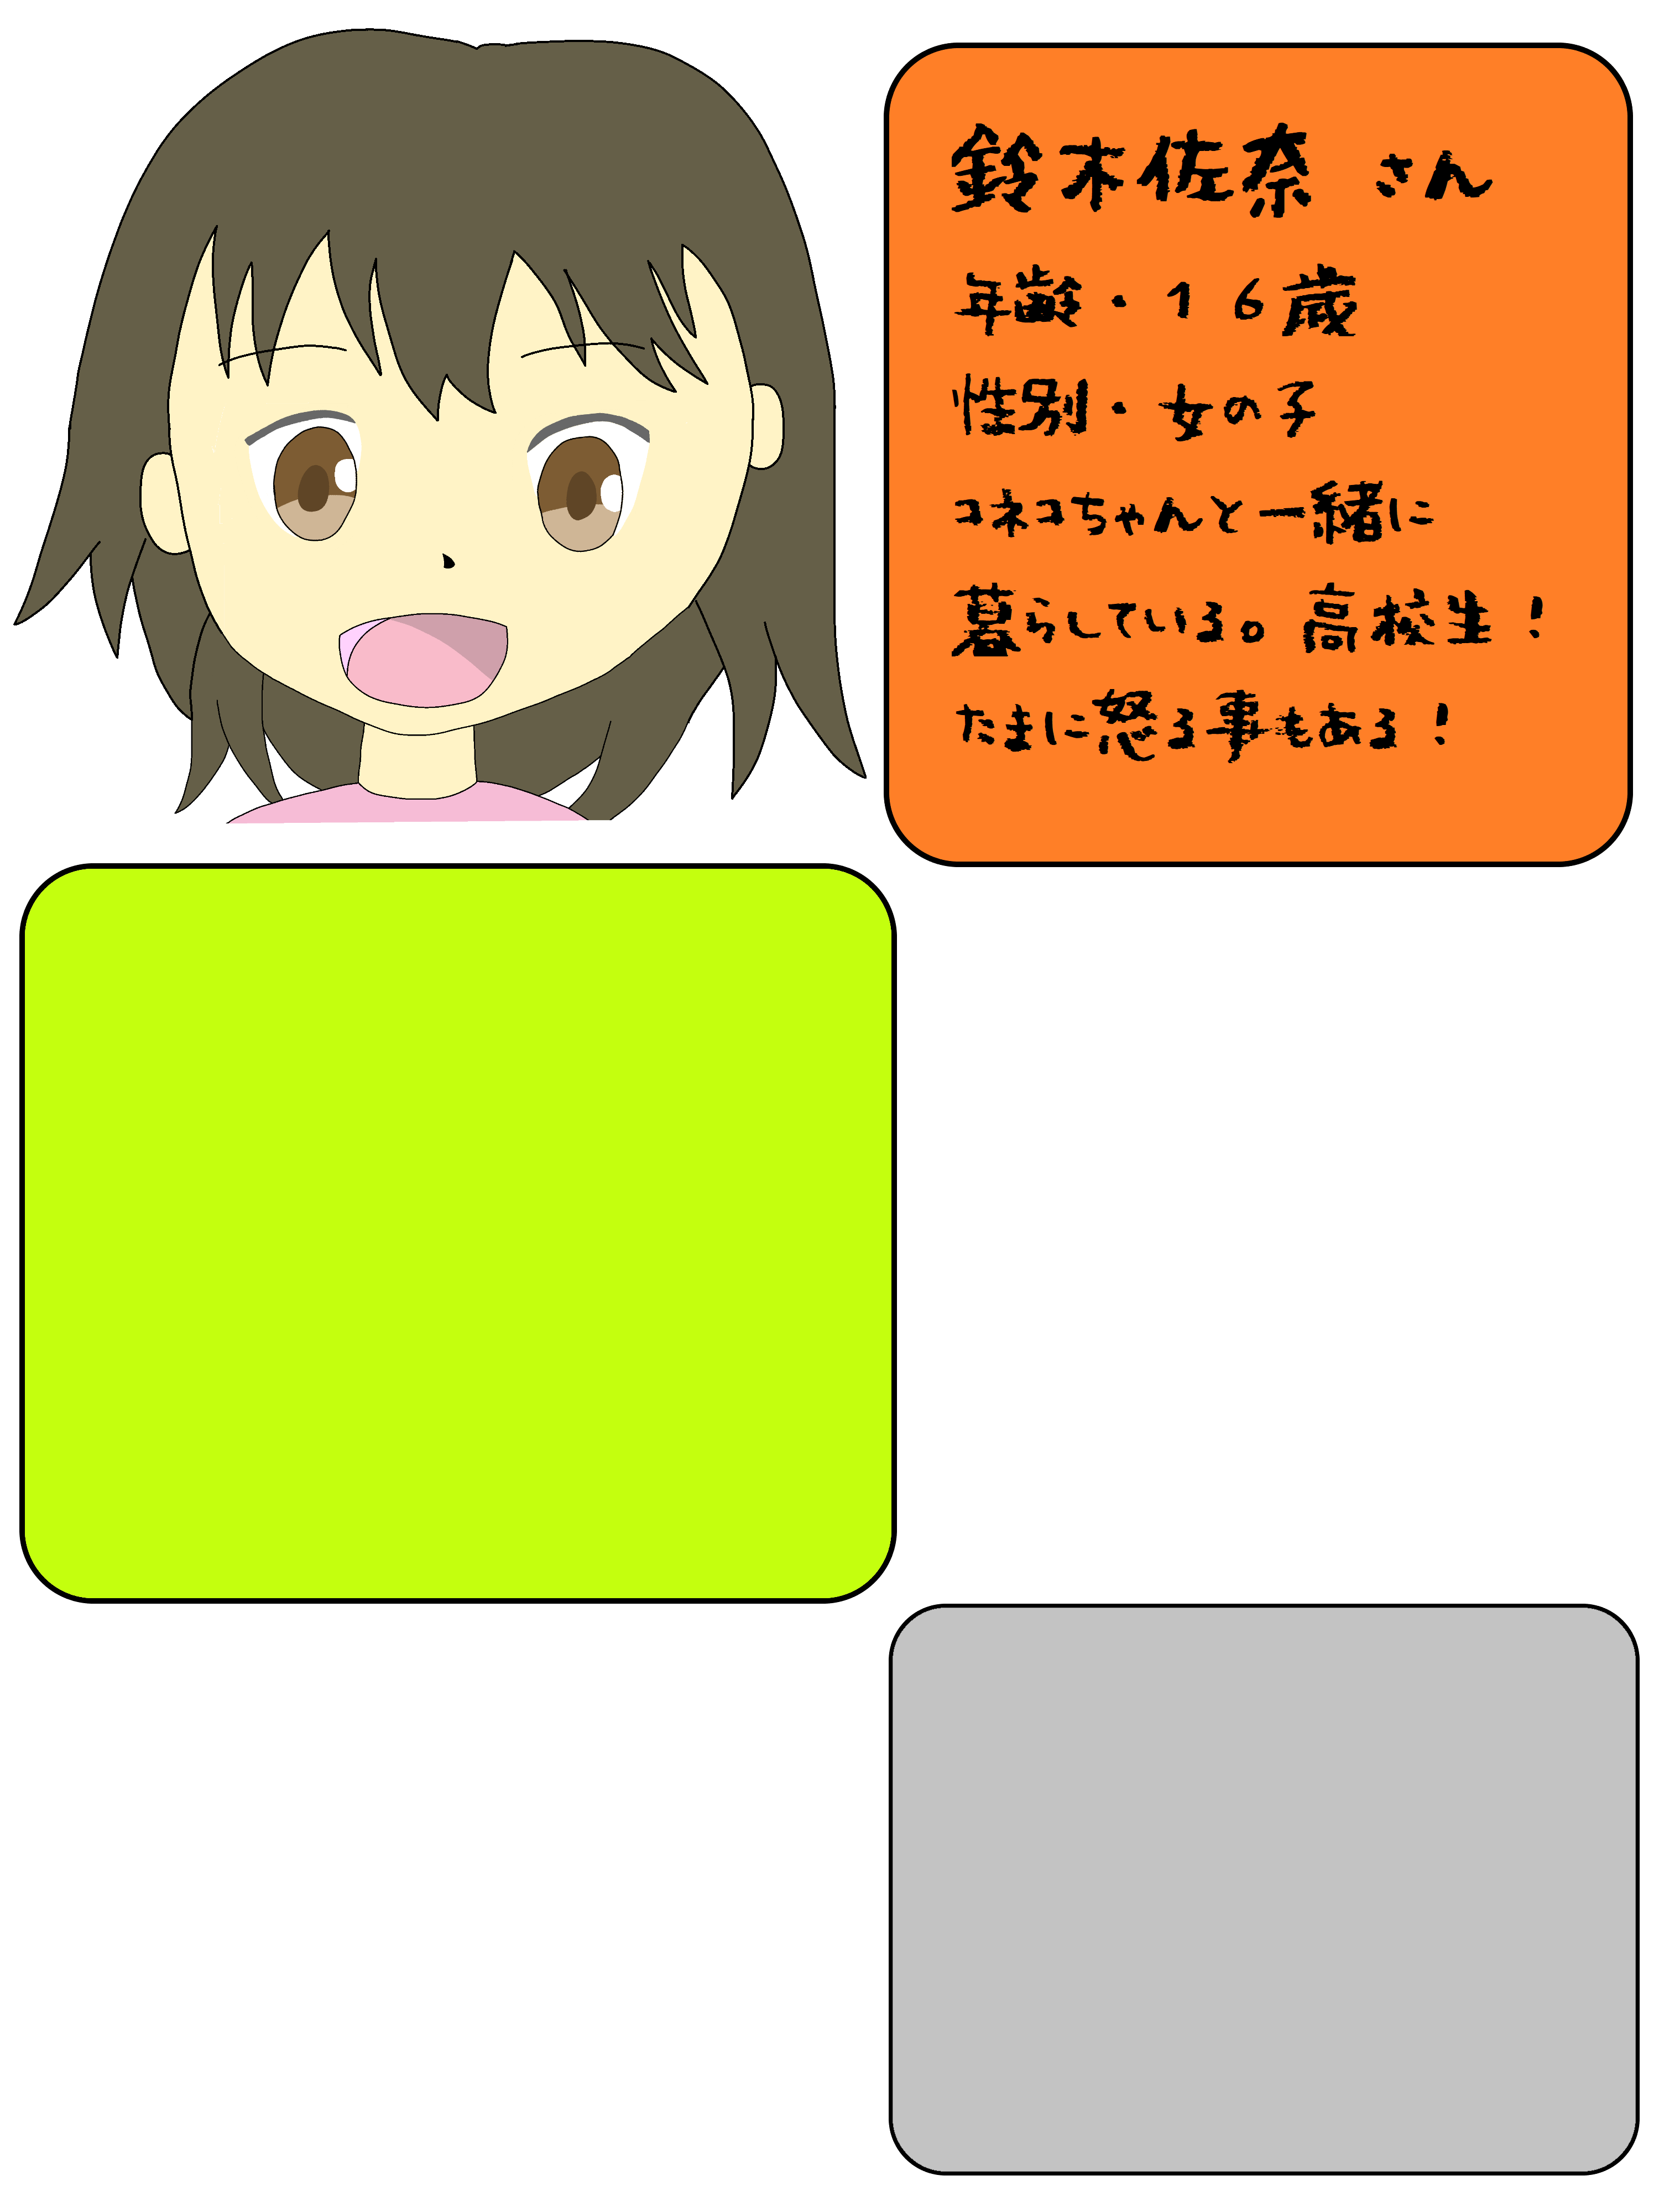 鈴木佐奈 さん
年齢・16歳
性別・女の子
コネコちゃんと一緒に
暮らしている。高校生!
たまに怒る事もある!